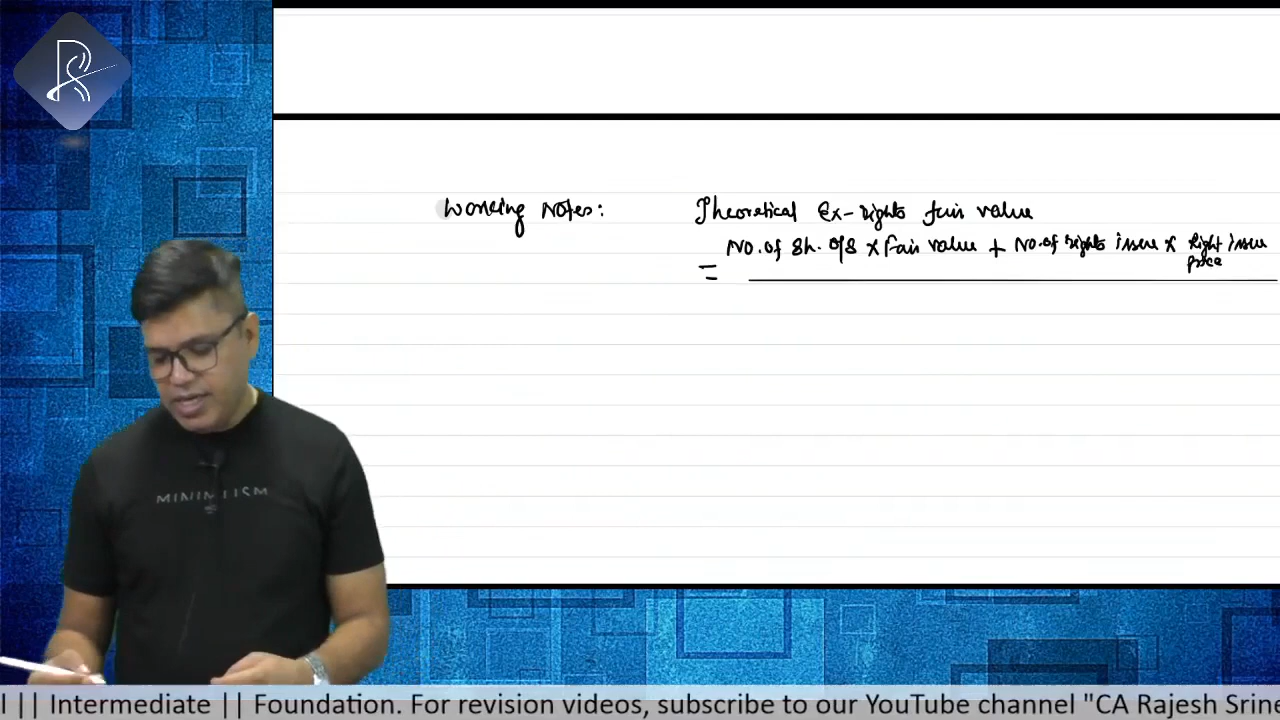 Working Notes: Theoretical Ex-rights fair value
No. of sh. o/s x fair value + No. of rights issue x Right issue price
=
MINIMLISM
l || Intermediate || Foundation. For revision videos, subscribe to our YouTube channel "CA Rajesh Srine